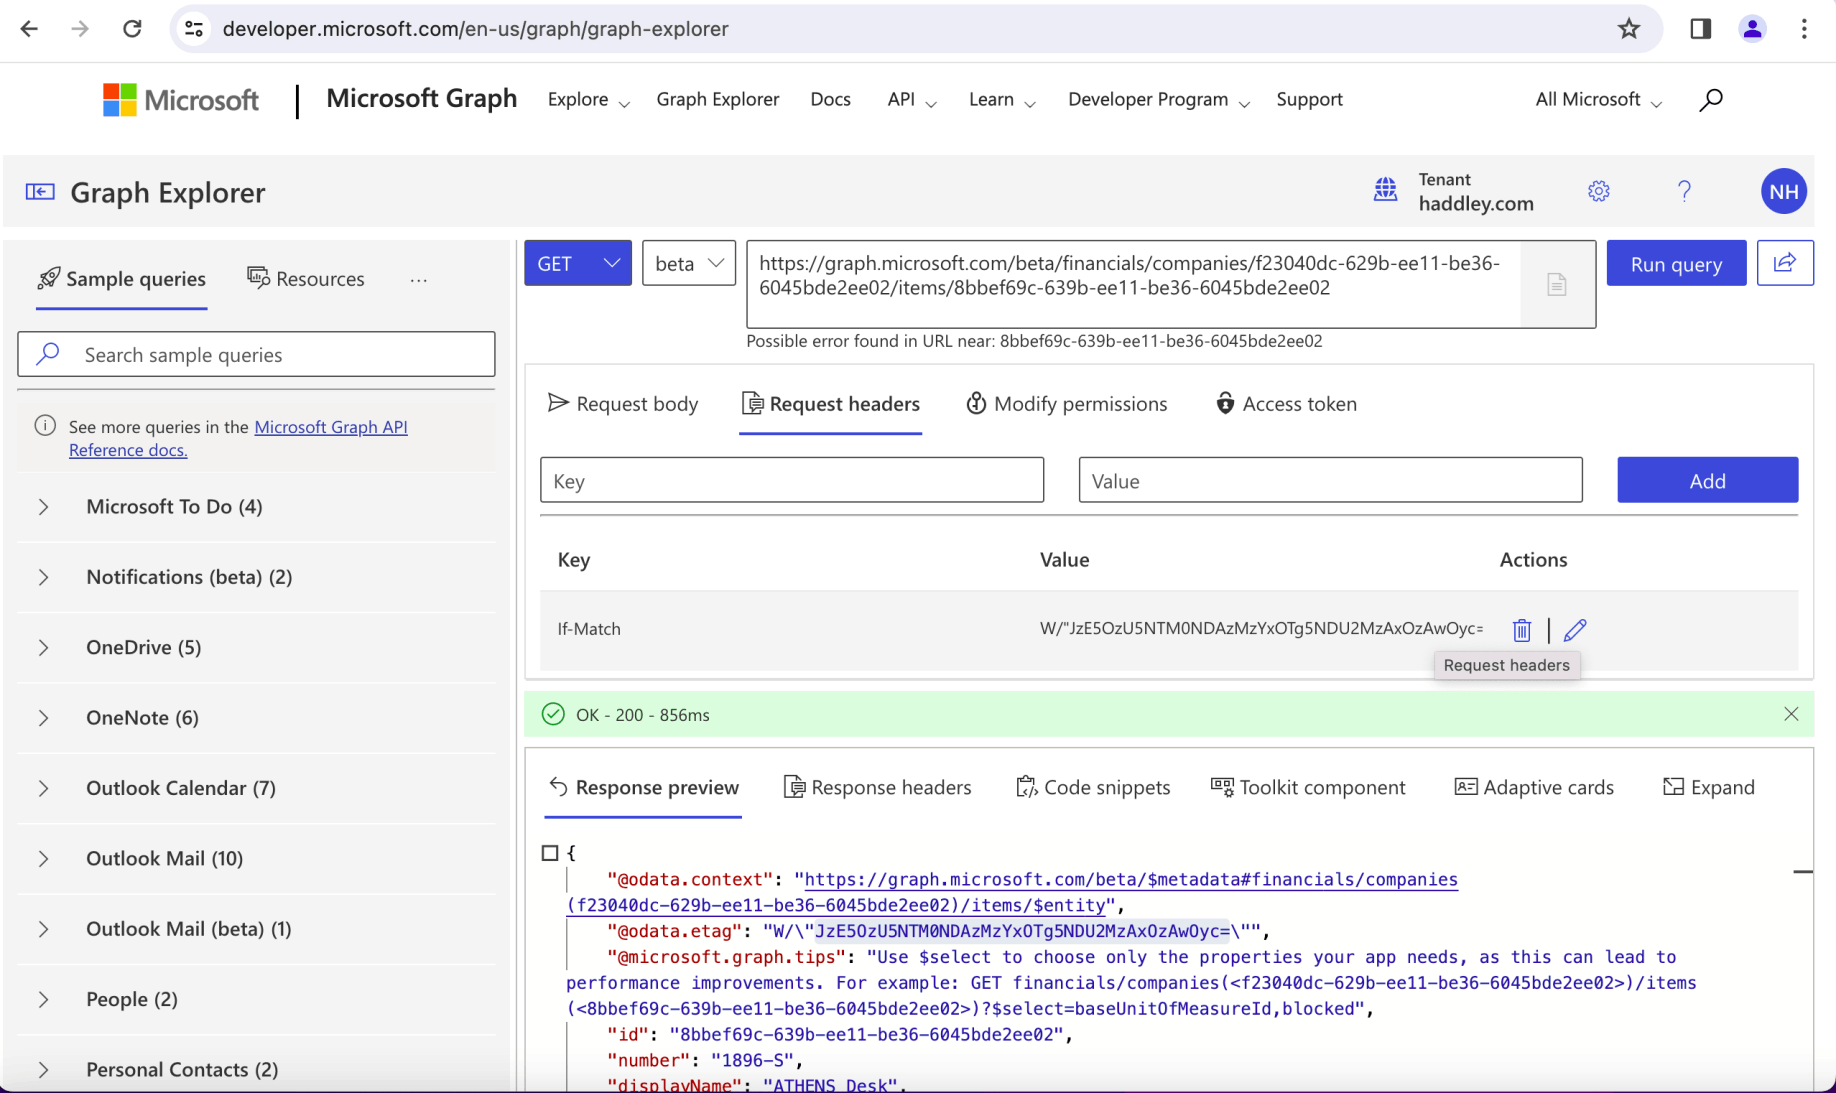 developer.microsoft.com/en-us/graph/graph-explorer
Microsoft
Microsoft Graph
Explore
Graph Explorer
Docs
API
Learn
Developer Program
Support
All Microsoft
Graph Explorer
Tenant
haddley.com
?
NH
Sample queries
Resources
...
Search sample queries
See more queries in the Microsoft Graph API
Reference docs.
Microsoft To Do (4)
Notifications (beta) (2)
OneDrive (5)
OneNote (6)
Outlook Calendar (7)
Outlook Mail (10)
Outlook Mail (beta) (1)
People (2)
Personal Contacts (2)
GET
beta
https://graph.microsoft.com/beta/financials/companies/f23040dc-629b-ee11-be36-
6045bde2ee02/items/8bbef69c-639b-ee11-be36-6045bde2ee02
Run query
Possible error found in URL near: 8bbef69c-639b-ee11-be36-6045bde2ee02
Request body
Request headers
Modify permissions
Access token
Key
Value
Add
Key
Value
Actions
If-Match
W/"JzE5OzU5NTM0NDAzMzYxOTg5NDU2MzAxOzAwOyc=
Request headers
OK - 200 - 856ms
Response preview
Response headers
Code snippets
Toolkit component
Adaptive cards
Expand
{
"@odata.context": "https://graph.microsoft.com/beta/$metadata#financials/companies
(f23040dc-629b-ee11-be36-6045bde2ee02)/items/$entity",
"@odata.etag": "W/\"JzE5OzU5NTM0NDAzMzYxOTg5NDU2MzAxOzAwOyc=\"",
"@microsoft.graph.tips": "Use $select to choose only the properties your app needs, as this can lead to
performance improvements. For example: GET financials/companies(<f23040dc-629b-ee11-be36-6045bde2ee02>)/items
(<8bbef69c-639b-ee11-be36-6045bde2ee02>)?$select=baseUnitOfMeasureId,blocked",
"id": "8bbef69c-639b-ee11-be36-6045bde2ee02",
"number": "1896-S",
"displayName": "ATHENS Desk",